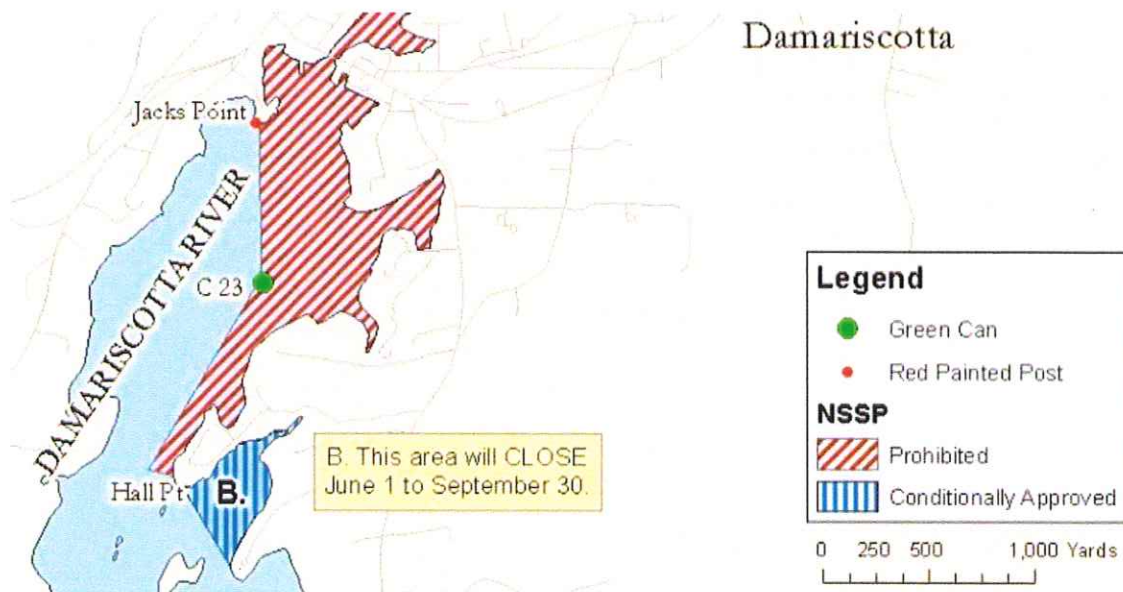 Damariscotta
Jacks Point
DAMARISCOTTA RIVER
C 23
Hall Pt
B.
B. This area will CLOSE
June 1 to September 30.
Legend
Green Can
Red Painted Post
NSSP
Prohibited
Conditionally Approved
0 250 500 1,000 Yards